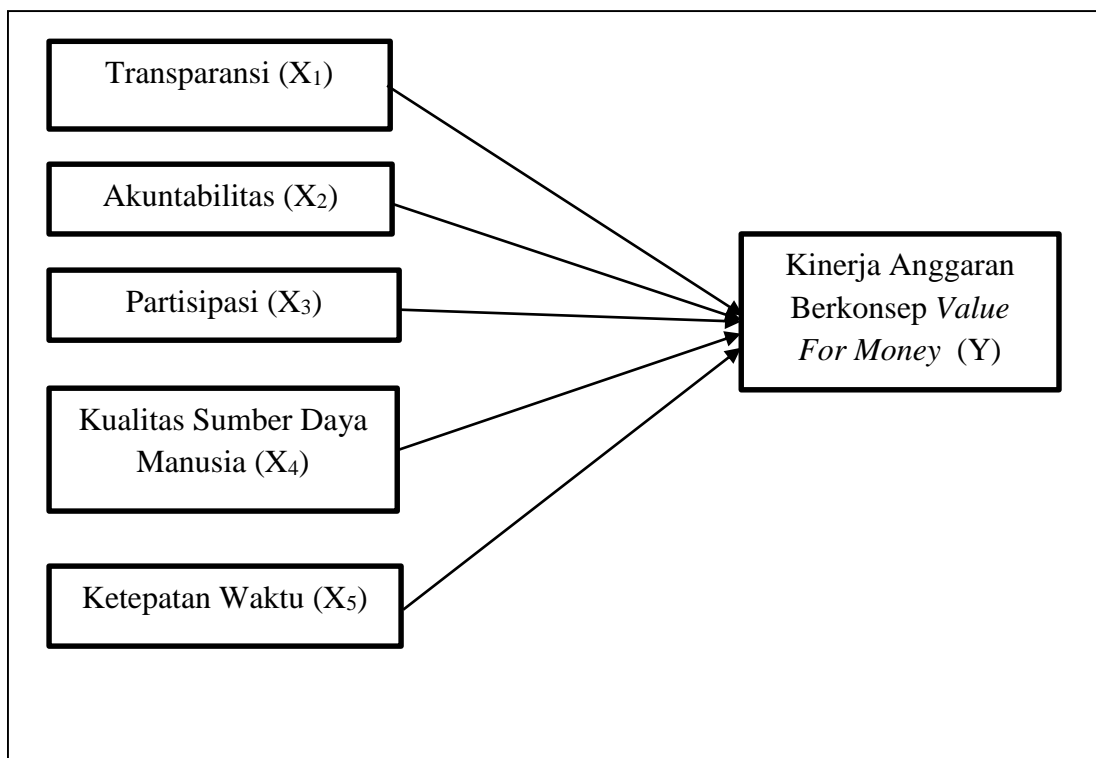 Transparansi (X₁)
Akuntabilitas (X₂)
Partisipasi (X₃)
Kualitas Sumber Daya
Manusia (X₄)
Ketepatan Waktu (X₅)
Kinerja Anggaran
Berkonsep Value
For Money (Y)